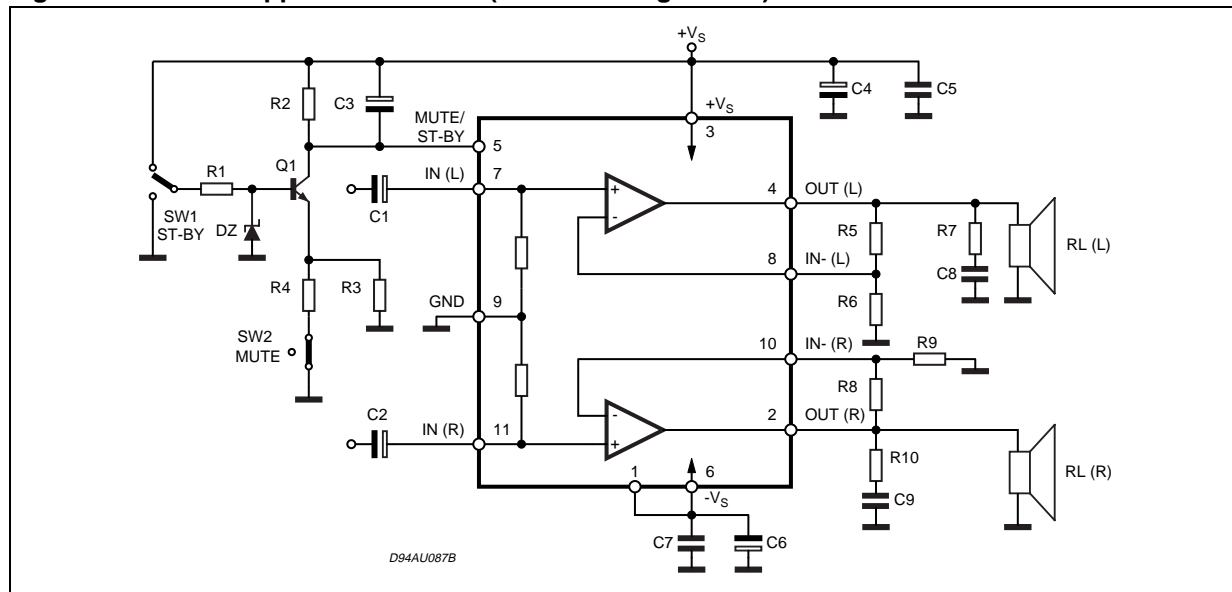 +VS
R2
C3
C4
C5
MUTE/
ST-BY
+VS
3
5
R1
Q1
IN (L)
7
4
OUT (L)
C1
+
-
SW1
ST-BY
DZ
R5
R7
RL (L)
8
IN- (L)
C8
R4
R3
GND
9
R6
SW2
MUTE
10
IN- (R)
R9
R8
C2
IN (R)
11
-
+
2
OUT (R)
R10
RL (R)
1
6
-VS
C9
C7
C6
D94AU087B